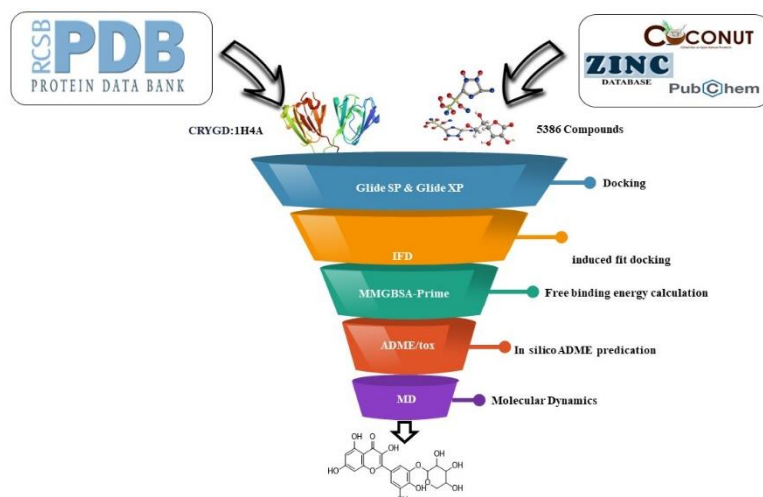 RCSB
PDB
PROTEIN DATA BANK
COCONUT
ZINC
DATABASE
PubChem
CRYGD:1H4A
5386 Compounds
Glide SP & Glide XP
Docking
IFD
induced fit docking
MMGBSA-Prime
Free binding energy calculation
ADME/tox
In silico ADME predication
MD
Molecular Dynamics
OH
O
OH
HO
O
OH
O
O
OH
OH
OH
OH